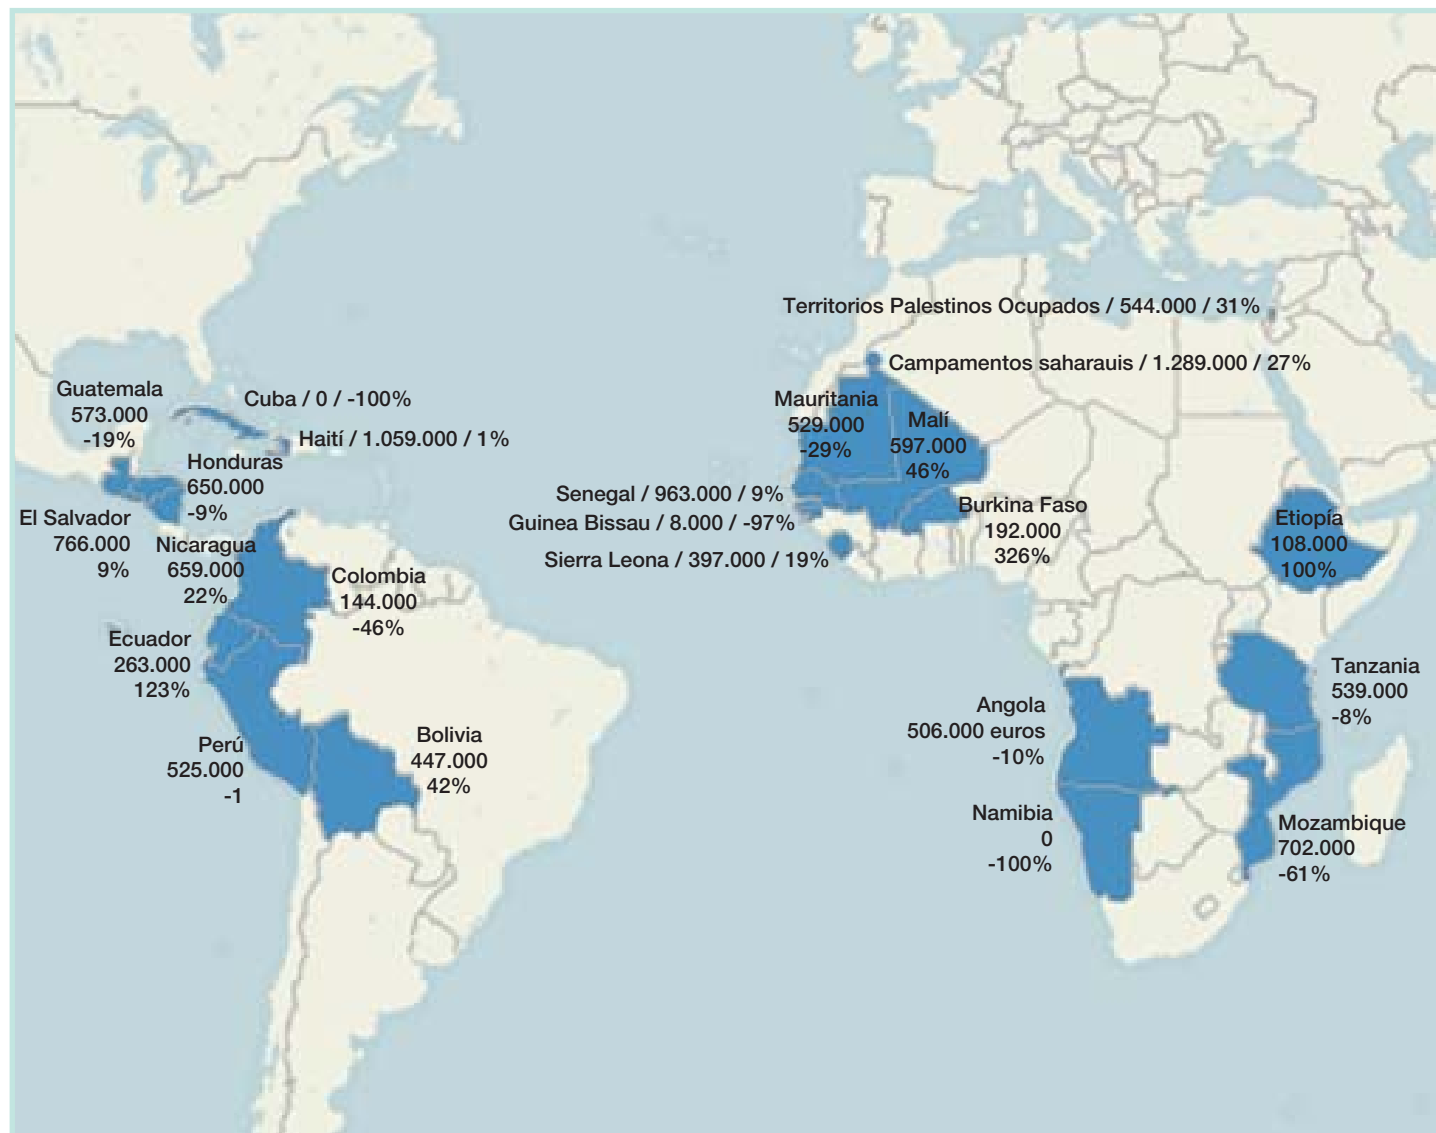 Territorios Palestinos Ocupados / 544.000 / 31%
Campamentos saharauis / 1.289.000 / 27%
Guatemala
573.000
-19%
Cuba / 0 / -100%
Haití / 1.059.000 / 1%
Honduras
650.000
-9%
El Salvador
766.000
9%
Nicaragua
659.000
22%
Colombia
144.000
-46%
Ecuador
263.000
123%
Perú
525.000
-1
Bolivia
447.000
42%
Mauritania
529.000
-29%
Malí
597.000
46%
Senegal / 963.000 / 9%
Guinea Bissau / 8.000 / -97%
Sierra Leona / 397.000 / 19%
Burkina Faso
192.000
326%
Etiopía
108.000
100%
Tanzania
539.000
-8%
Angola
506.000 euros
-10%
Namibia
0
-100%
Mozambique
702.000
-61%